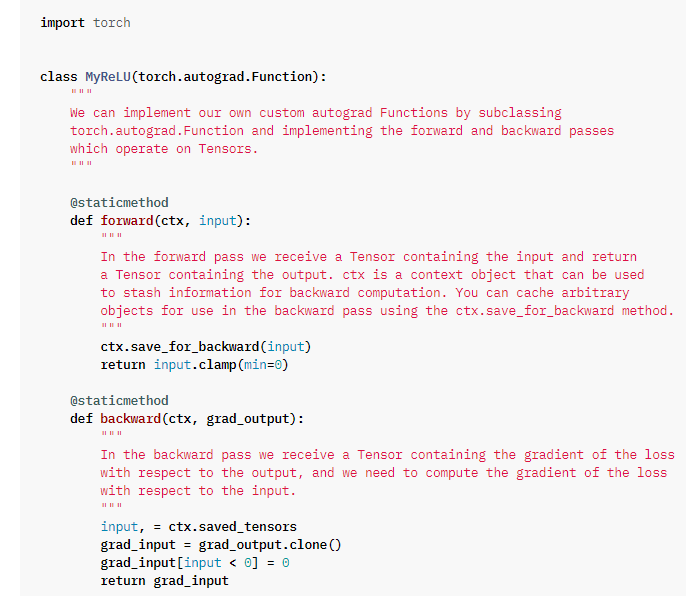 import torch
class MyReLU(torch.autograd.Function):
"""
We can implement our own custom autograd Functions by subclassing
torch.autograd.Function and implementing the forward and backward passes
which operate on Tensors.
"""
@staticmethod
def forward(ctx, input):
"""
In the forward pass we receive a Tensor containing the input and return
a Tensor containing the output. ctx is a context object that can be used
to stash information for backward computation. You can cache arbitrary
objects for use in the backward pass using the ctx.save_for_backward method.
"""
ctx.save_for_backward(input)
return input.clamp(min=0)
@staticmethod
def backward(ctx, grad_output):
"""
In the backward pass we receive a Tensor containing the gradient of the loss
with respect to the output, and we need to compute the gradient of the loss
with respect to the input.
"""
input, = ctx.saved_tensors
grad_input = grad_output.clone()
grad_input[input < 0] = 0
return grad_input